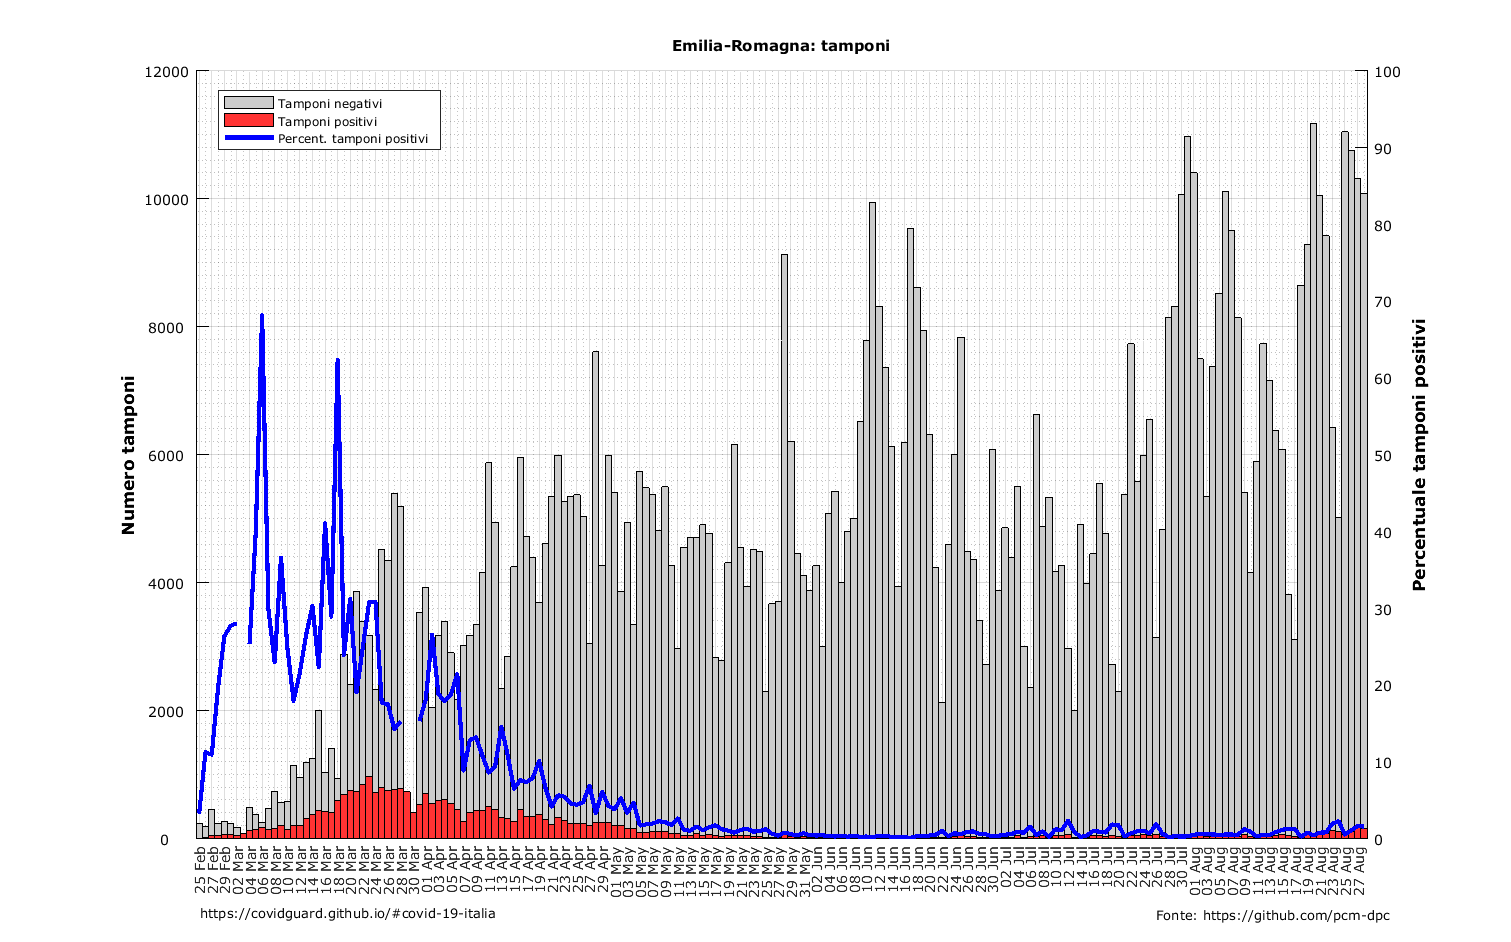 Emilia-Romagna: tamponi
Tamponi negativi
Tamponi positivi
Percent. tamponi positivi
Numero tamponi
12000
10000
8000
6000
4000
2000
0
100
90
80
70
60
50
40
30
20
10
0
Percentuale tamponi positivi
25 Feb
27 Feb
29 Feb
02 Mar
04 Mar
06 Mar
08 Mar
10 Mar
12 Mar
14 Mar
16 Mar
18 Mar
20 Mar
22 Mar
24 Mar
26 Mar
28 Mar
30 Mar
01 Apr
03 Apr
05 Apr
07 Apr
09 Apr
11 Apr
13 Apr
15 Apr
17 Apr
19 Apr
21 Apr
23 Apr
25 Apr
27 Apr
29 Apr
01 May
03 May
05 May
07 May
09 May
11 May
13 May
15 May
17 May
19 May
21 May
23 May
25 May
27 May
29 May
31 May
02 Jun
04 Jun
06 Jun
08 Jun
10 Jun
12 Jun
14 Jun
16 Jun
18 Jun
20 Jun
22 Jun
24 Jun
26 Jun
28 Jun
30 Jun
02 Jul
04 Jul
06 Jul
08 Jul
10 Jul
12 Jul
14 Jul
16 Jul
18 Jul
20 Jul
22 Jul
24 Jul
26 Jul
28 Jul
30 Jul
01 Aug
03 Aug
05 Aug
07 Aug
09 Aug
11 Aug
13 Aug
15 Aug
17 Aug
19 Aug
21 Aug
23 Aug
25 Aug
27 Aug
https://covidguard.github.io/#covid-19-italia
Fonte: https://github.com/pcm-dpc